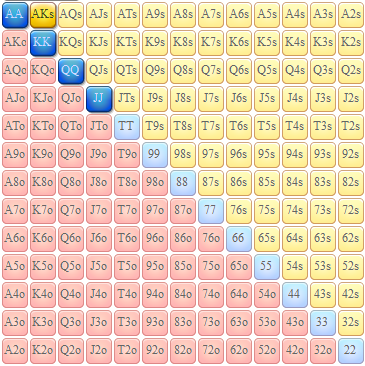 AA AKs AQs AJs ATs A9s A8s A7s A6s A5s A4s A3s A2s
AKo KK KQs KJs KTs K9s K8s K7s K6s K5s K4s K3s K2s
AQo KQo QQ QJs QTs Q9s Q8s Q7s Q6s Q5s Q4s Q3s Q2s
AJo KJo QJo JJ JTs J9s J8s J7s J6s J5s J4s J3s J2s
ATo KTo QTo JTo TT T9s T8s T7s T6s T5s T4s T3s T2s
A9o K9o Q9o J9o T9o 99 98s 97s 96s 95s 94s 93s 92s
A8o K8o Q8o J8o T8o 98o 88 87s 86s 85s 84s 83s 82s
A7o K7o Q7o J7o T7o 97o 87o 77 76s 75s 74s 73s 72s
A6o K6o Q6o J6o T6o 96o 86o 76o 66 65s 64s 63s 62s
A5o K5o Q5o J5o T5o 95o 85o 75o 65o 55 54s 53s 52s
A4o K4o Q4o J4o T4o 94o 84o 74o 64o 54o 44 43s 42s
A3o K3o Q3o J3o T3o 93o 83o 73o 63o 53o 43o 33 32s
A2o K2o Q2o J2o T2o 92o 82o 72o 62o 52o 42o 32o 22